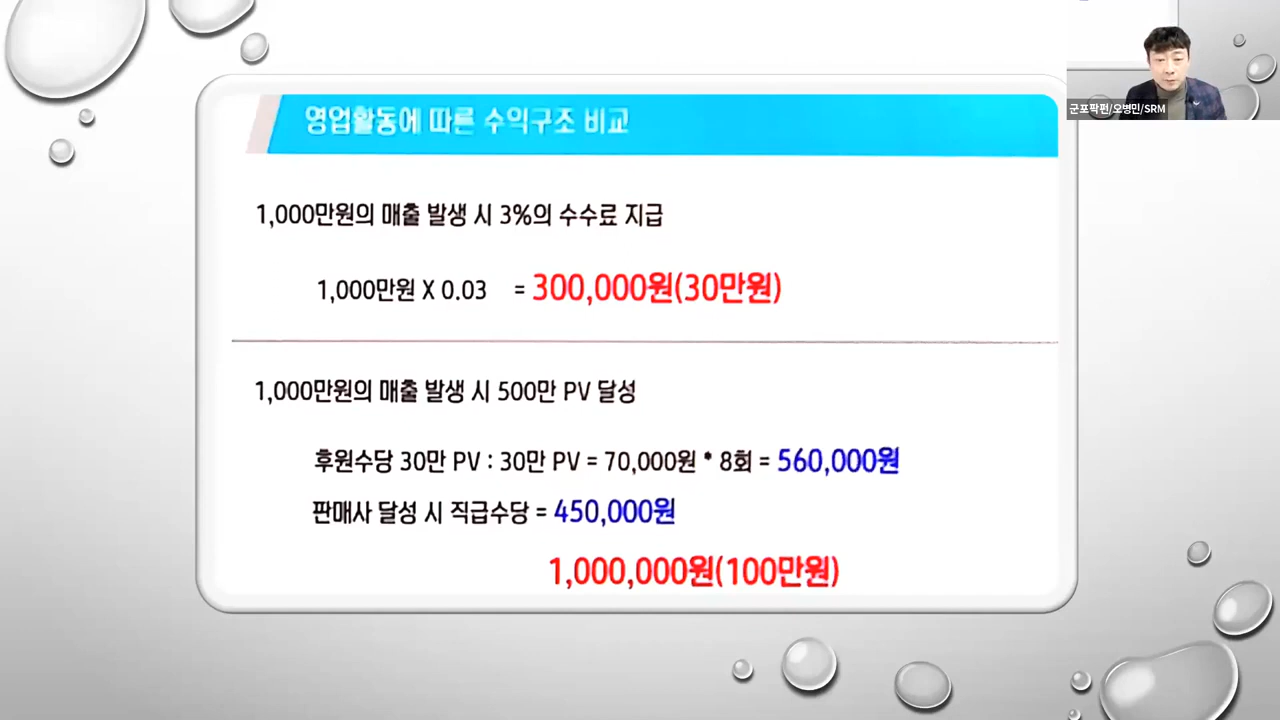 군포팍펀/오병민/SRM
영업활동에 따른 수익구조 비교
1,000만원의 매출 발생 시 3%의 수수료 지급
1,000만원 X 0.03 = 300,000원(30만원)
1,000만원의 매출 발생 시 500만 PV 달성
후원수당 30만 PV : 30만 PV = 70,000원 * 8회 = 560,000원
판매사 달성 시 직급수당 = 450,000원
1,000,000원(100만원)